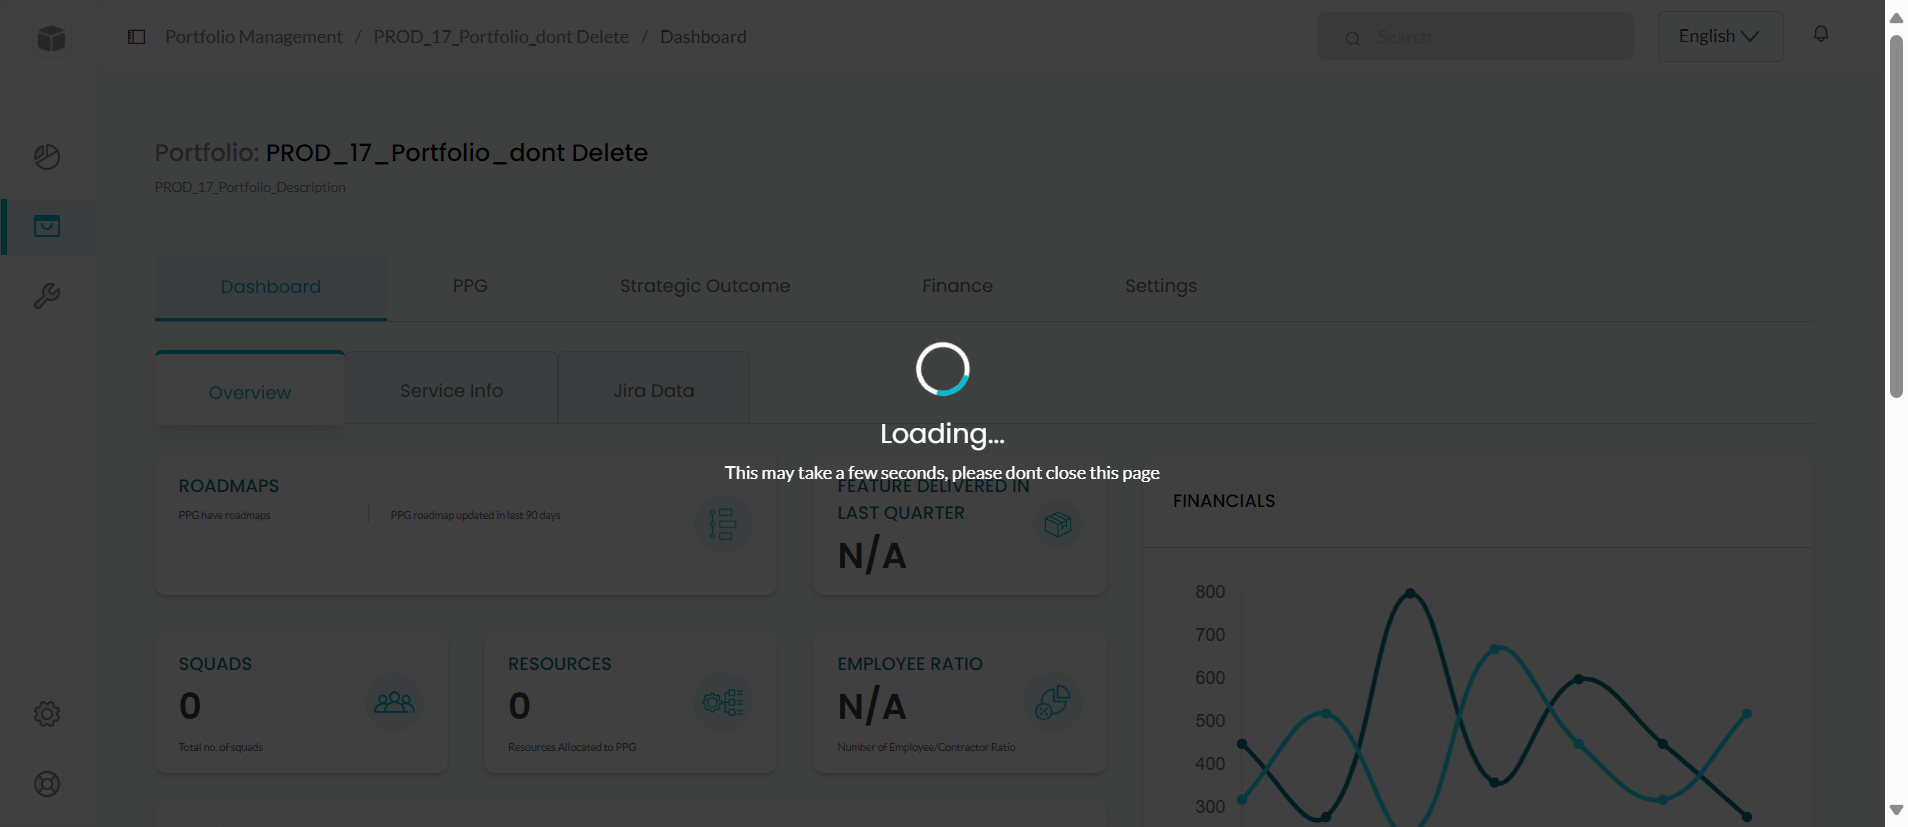 Portfolio Management / PROD_17_Portfolio_dont Delete / Dashboard
Search
English
Portfolio: PROD_17_Portfolio_dont Delete
PROD_17_Portfolio_Description
Dashboard
PPG
Strategic Outcome
Finance
Settings
Overview
Service Info
Jira Data
Loading...
This may take a few seconds, please dont close this page
ROADMAPS
PPG have roadmaps
PPG roadmap updated in last 90 days
FEATURE DELIVERED IN
LAST QUARTER
N/A
FINANCIALS
SQUADS
0
Total no. of squads
RESOURCES
0
Resources Allocated to PPG
EMPLOYEE RATIO
N/A
Number of Employee/Contractor Ratio
800
700
600
500
400
300